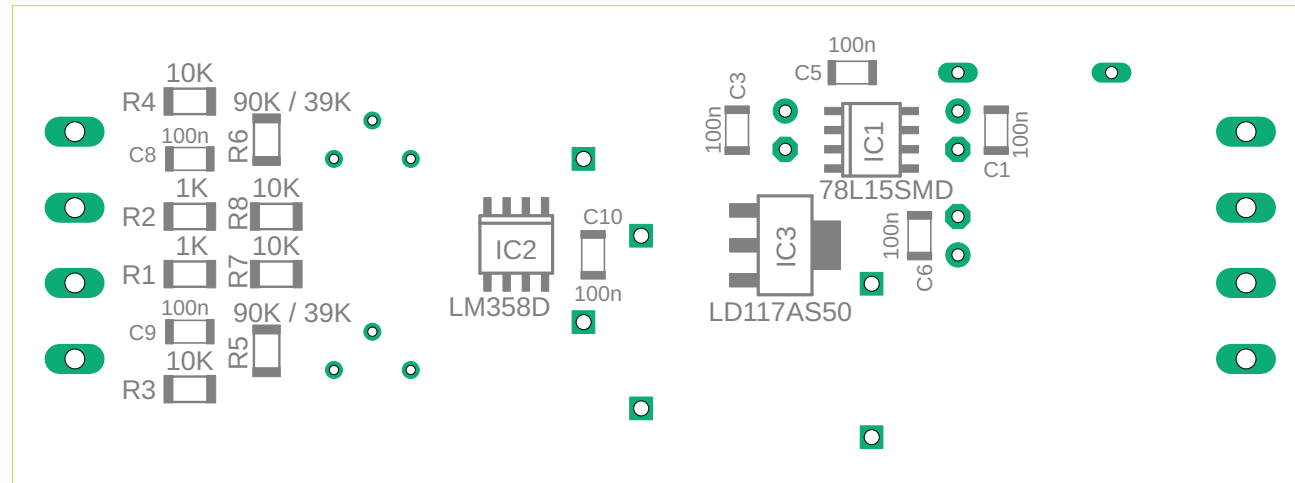 10K
R4
90K / 39K
100n
C8
R6
1K
R2
10K
R8
1K
R1
10K
R7
100n
C9
90K / 39K
10K
R3
R5
IC2
LM358D
C10
100n
100n
C5
C3
100n
IC1
78L15SMD
C1
100n
IC3
LD117AS50
100n
C6